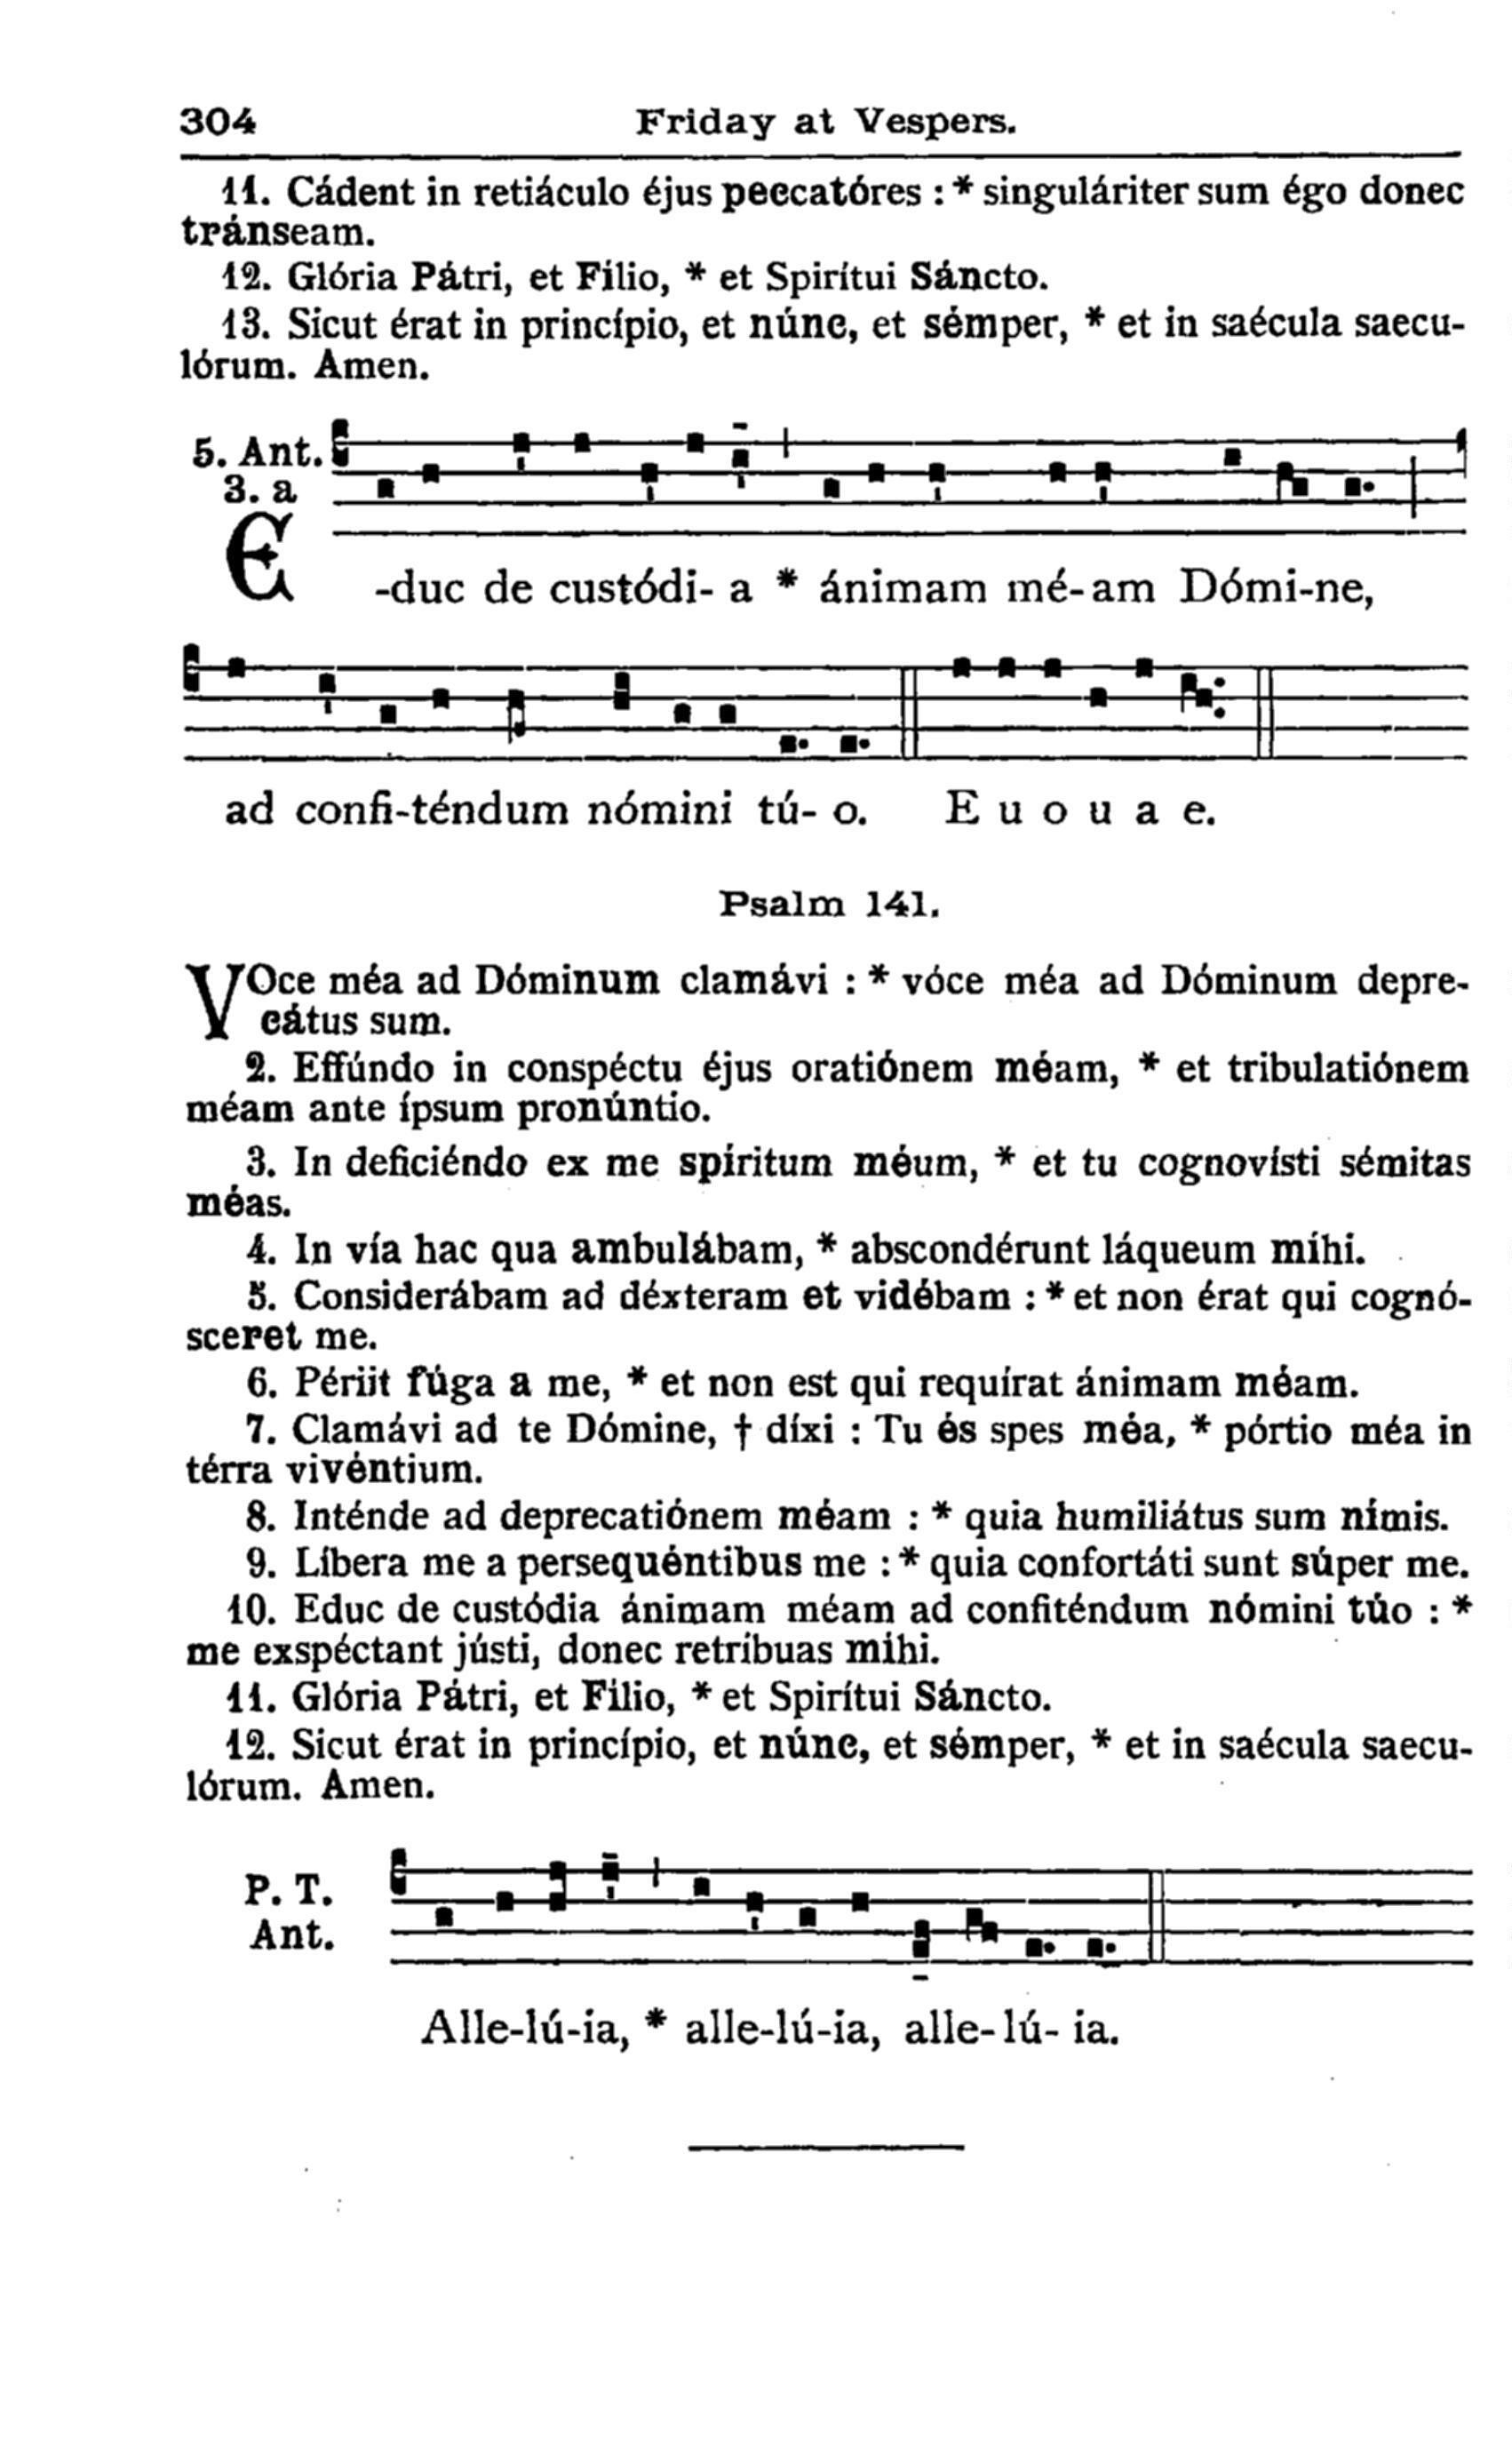 304 Friday at Vespers.
11. Cádent in retiáculo éjus peccatóres : * singuláriter sum égo donec
tránseam.
12. Glória Pátri, et Fílio, * et Spirítui Sáncto.
13. Sicut érat in princípio, et núnc, et sémper, * et in saécula saecu-
lórum. Amen.
5. Ant.
3. a
E
-duc de custódi- a * ánimam mé- am Dómi-ne,
ad confi-téndum nómini tú- o. E u o u a e.
Psalm 141.
VOce méa ad Dóminum clamávi : * vóce méa ad Dóminum depre-
cátus sum.
2. Effúndo in conspéctu éjus oratiónem méam, * et tribulatiónem
méam ante ípsum pronúntio.
3. In deficiéndo ex me spíritum méum, * et tu cognovísti sémitas
méas.
4. In vía hac qua ambulábam, * abscondérunt láqueum míhi.
5. Considerábam ad déxteram et vidébam : * et non érat qui cognó-
sceret me.
6. Périit fúga a me, * et non est qui requírat ánimam méam.
7. Clamávi ad te Dómine, † díxi : Tu és spes méa, * pórtio méa in
térra vivéntium.
8. Inténde ad deprecatiónem méam : * quia humiliátus sum nímis.
9. Líbera me a persequéntibus me : * quia confortáti sunt súper me.
10. Educ de custódia ánimam méam ad confiténdum nómini túo : *
me exspéctant jústi, donec retríbuas míhi.
11. Glória Pátri, et Fílio, * et Spirítui Sáncto.
12. Sicut érat in princípio, et núnc, et sémper, * et in saécula saecu-
lórum. Amen.
P. T.
Ant.
Alle-lú-ia, * alle-lú-ia, alle- lú- ia.